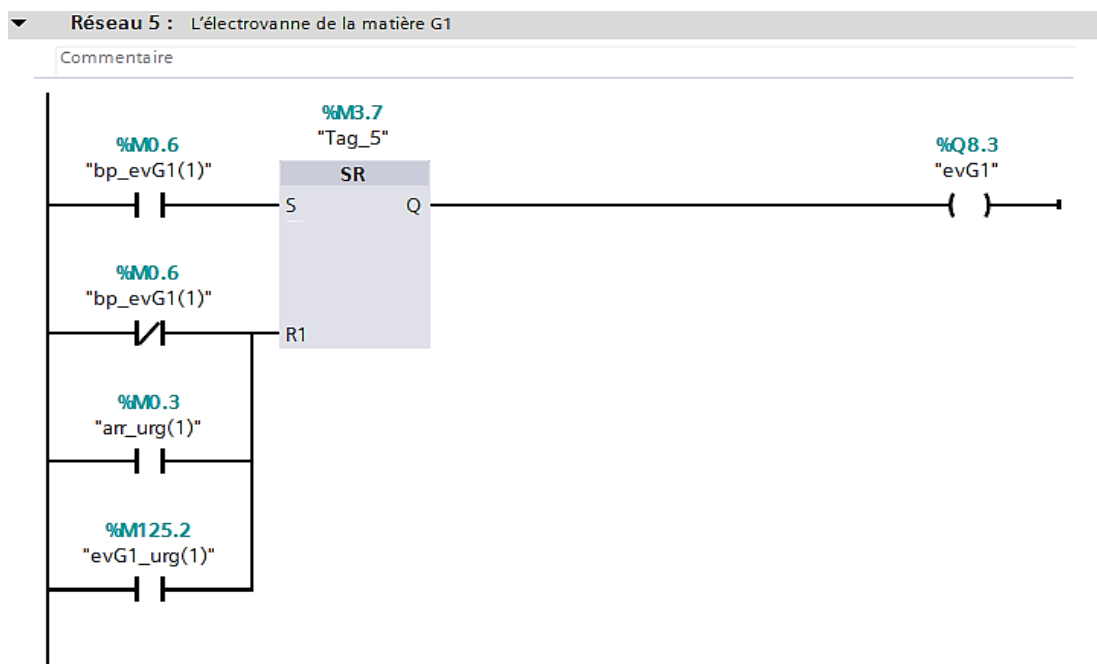 Réseau 5 : L'électrovanne de la matière G1
Commentaire
%M3.7
"Tag_5"
%M0.6
"bp_evG1(1)"
%Q8.3
"evG1"
SR
S Q
%M0.6
"bp_evG1(1)"
R1
%M0.3
"arr_urg(1)"
%M125.2
"evG1_urg(1)"